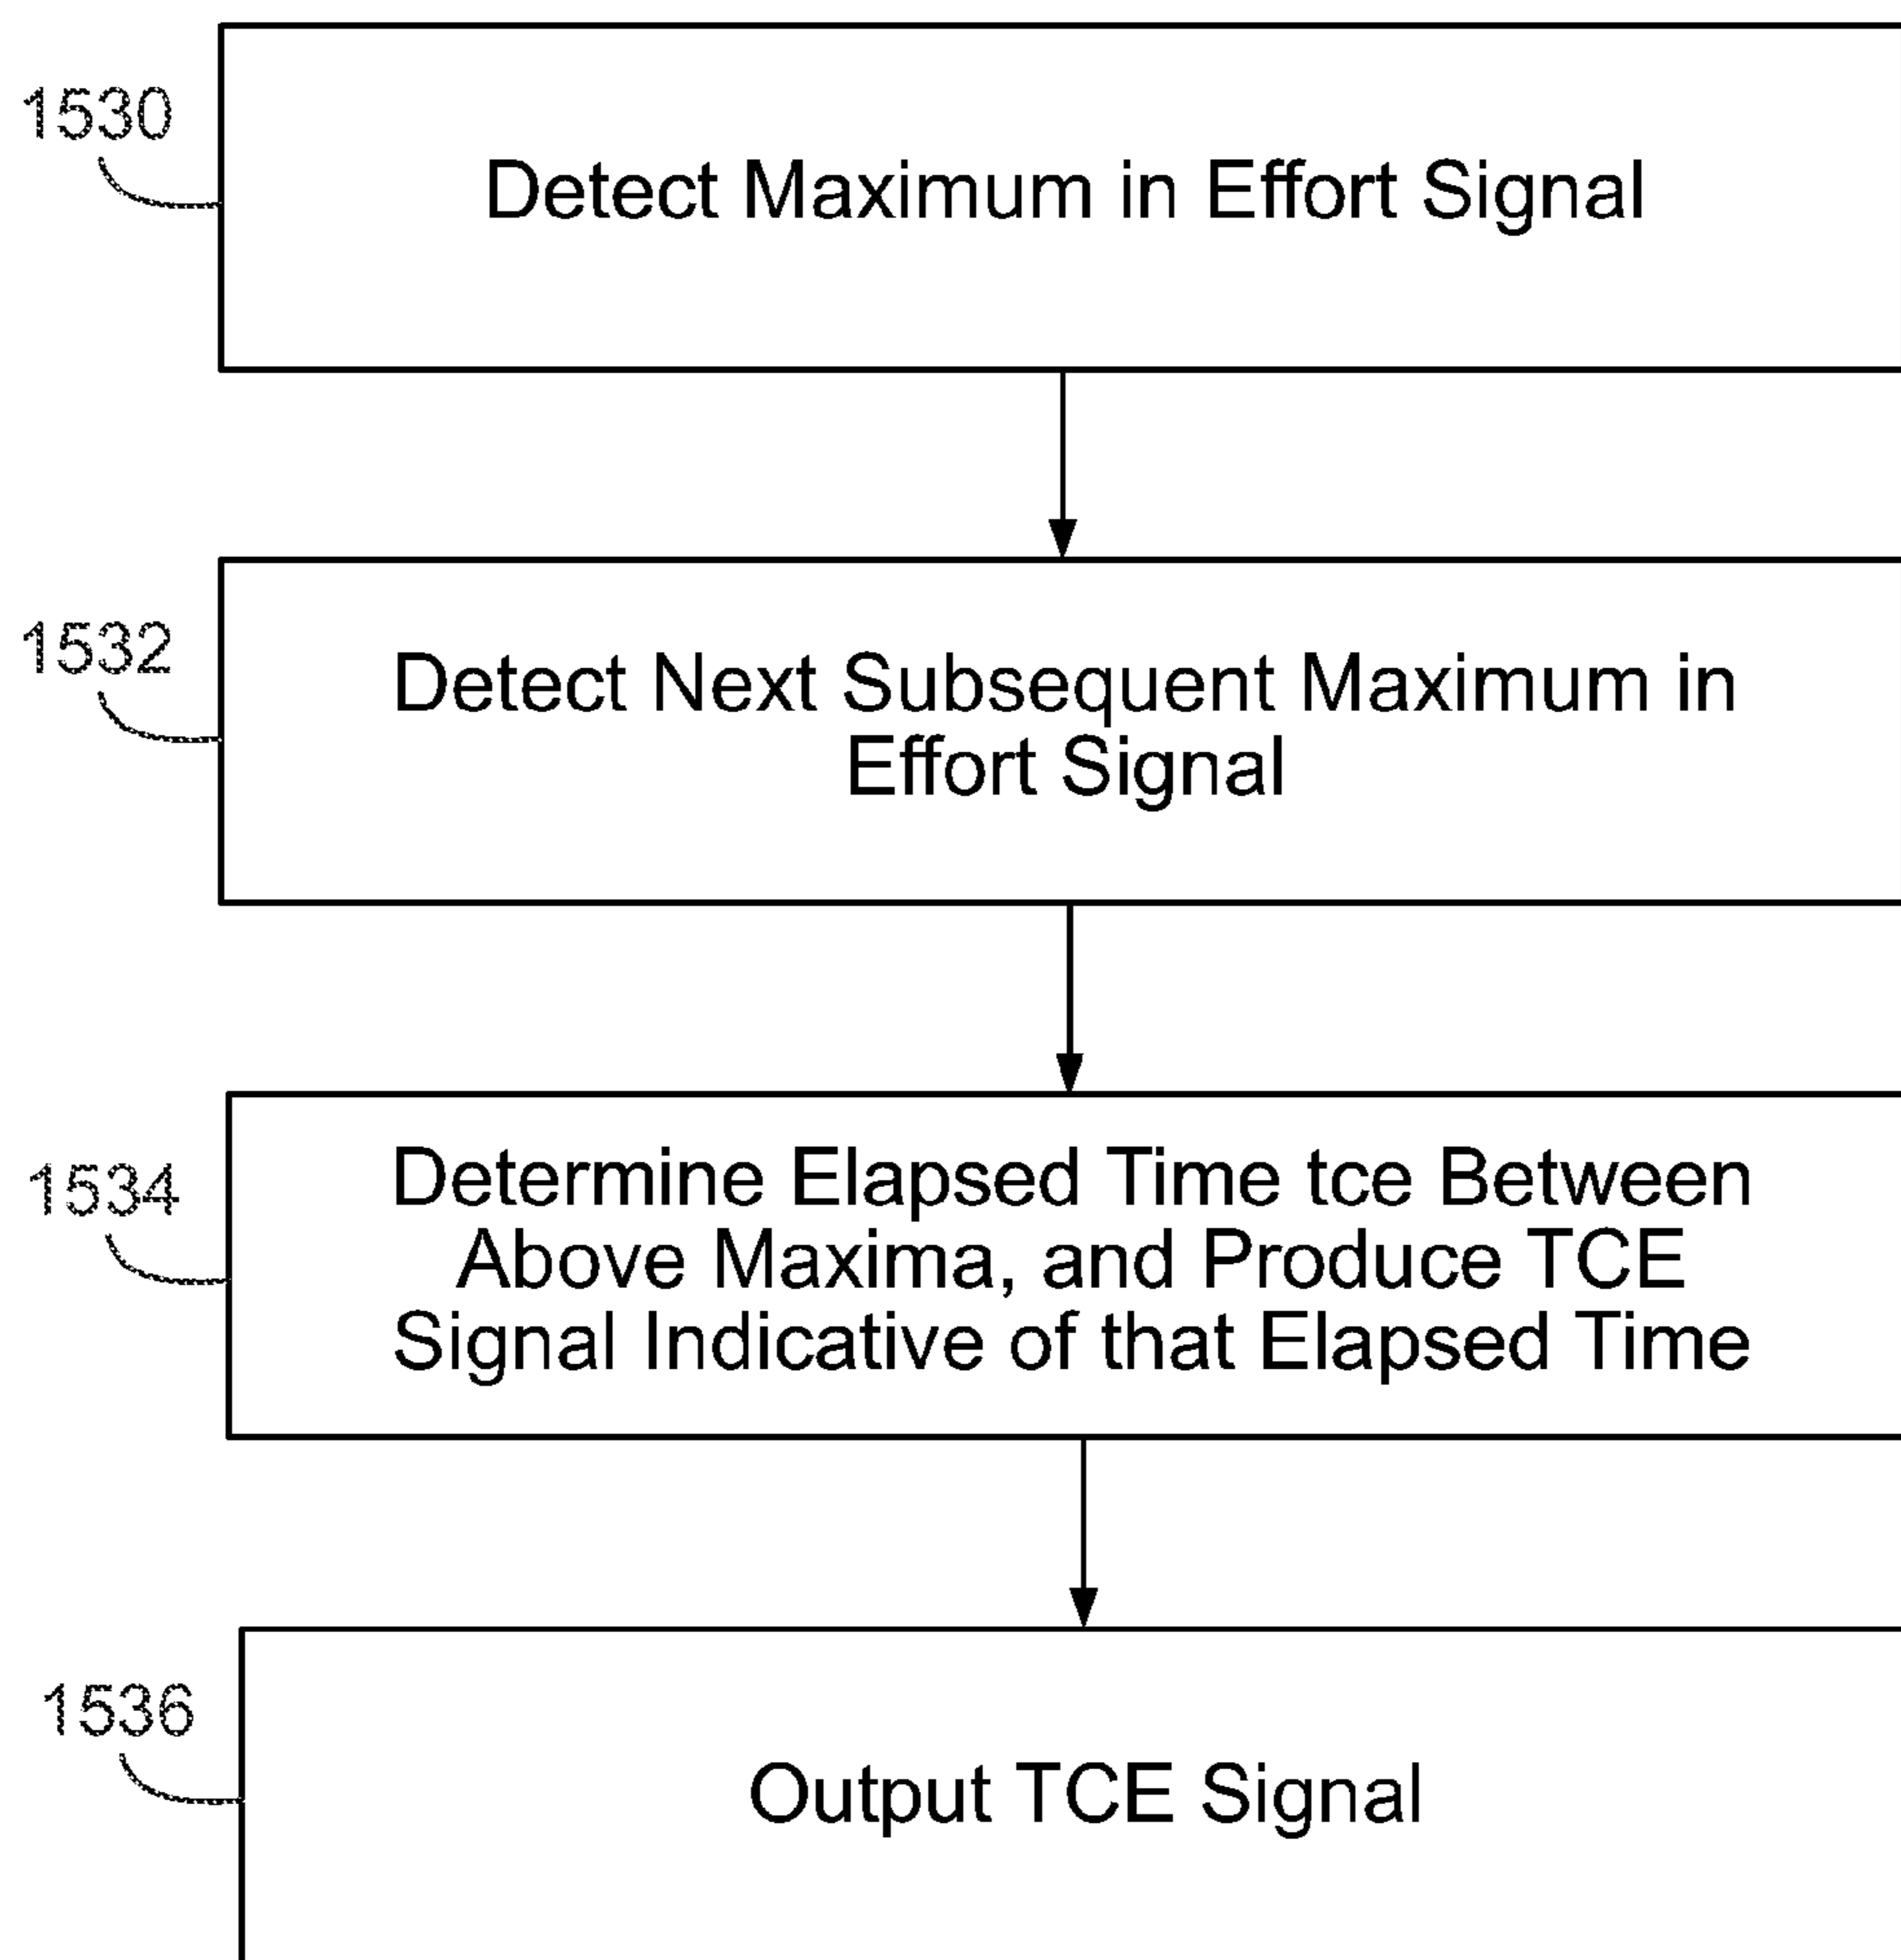 1530
Detect Maximum in Effort Signal
1532
Detect Next Subsequent Maximum in
Effort Signal
1534
Determine Elapsed Time tce Between
Above Maxima, and Produce TCE
Signal Indicative of that Elapsed Time
1536
Output TCE Signal